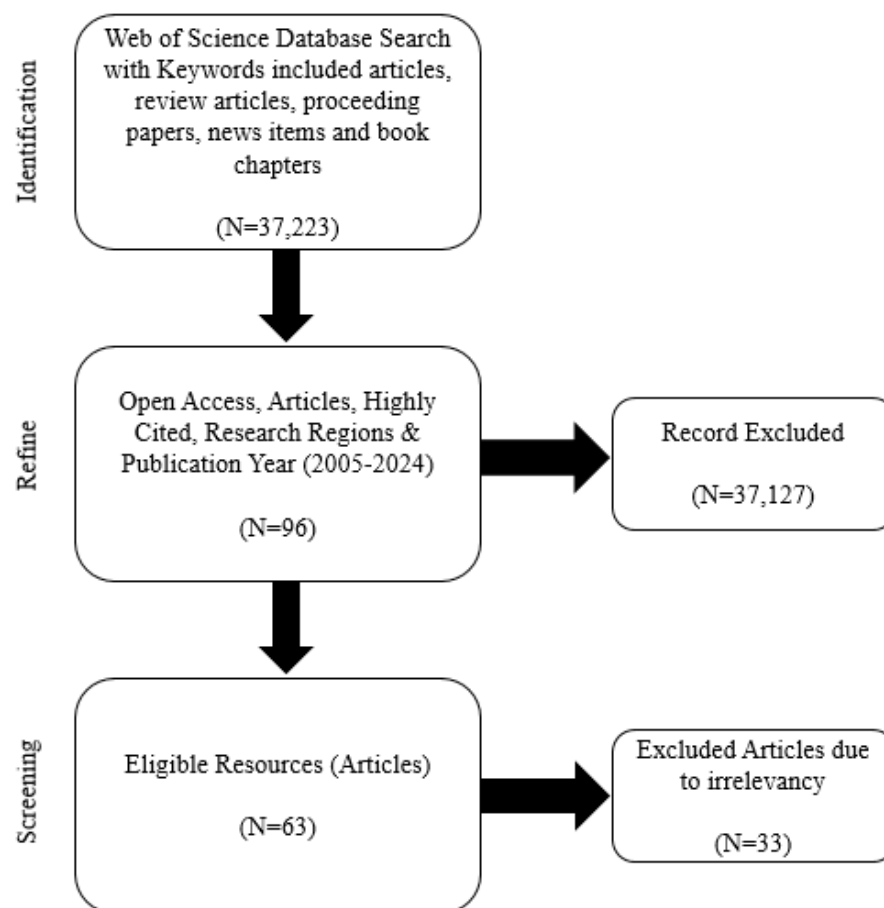 Identification
Web of Science Database Search
with Keywords included articles,
review articles, proceeding
papers, news items and book
chapters
(N=37,223)
Refine
Open Access, Articles, Highly
Cited, Research Regions &
Publication Year (2005-2024)
(N=96)
Record Excluded
(N=37,127)
Screening
Eligible Resources (Articles)
(N=63)
Excluded Articles due
to irrelevancy
(N=33)